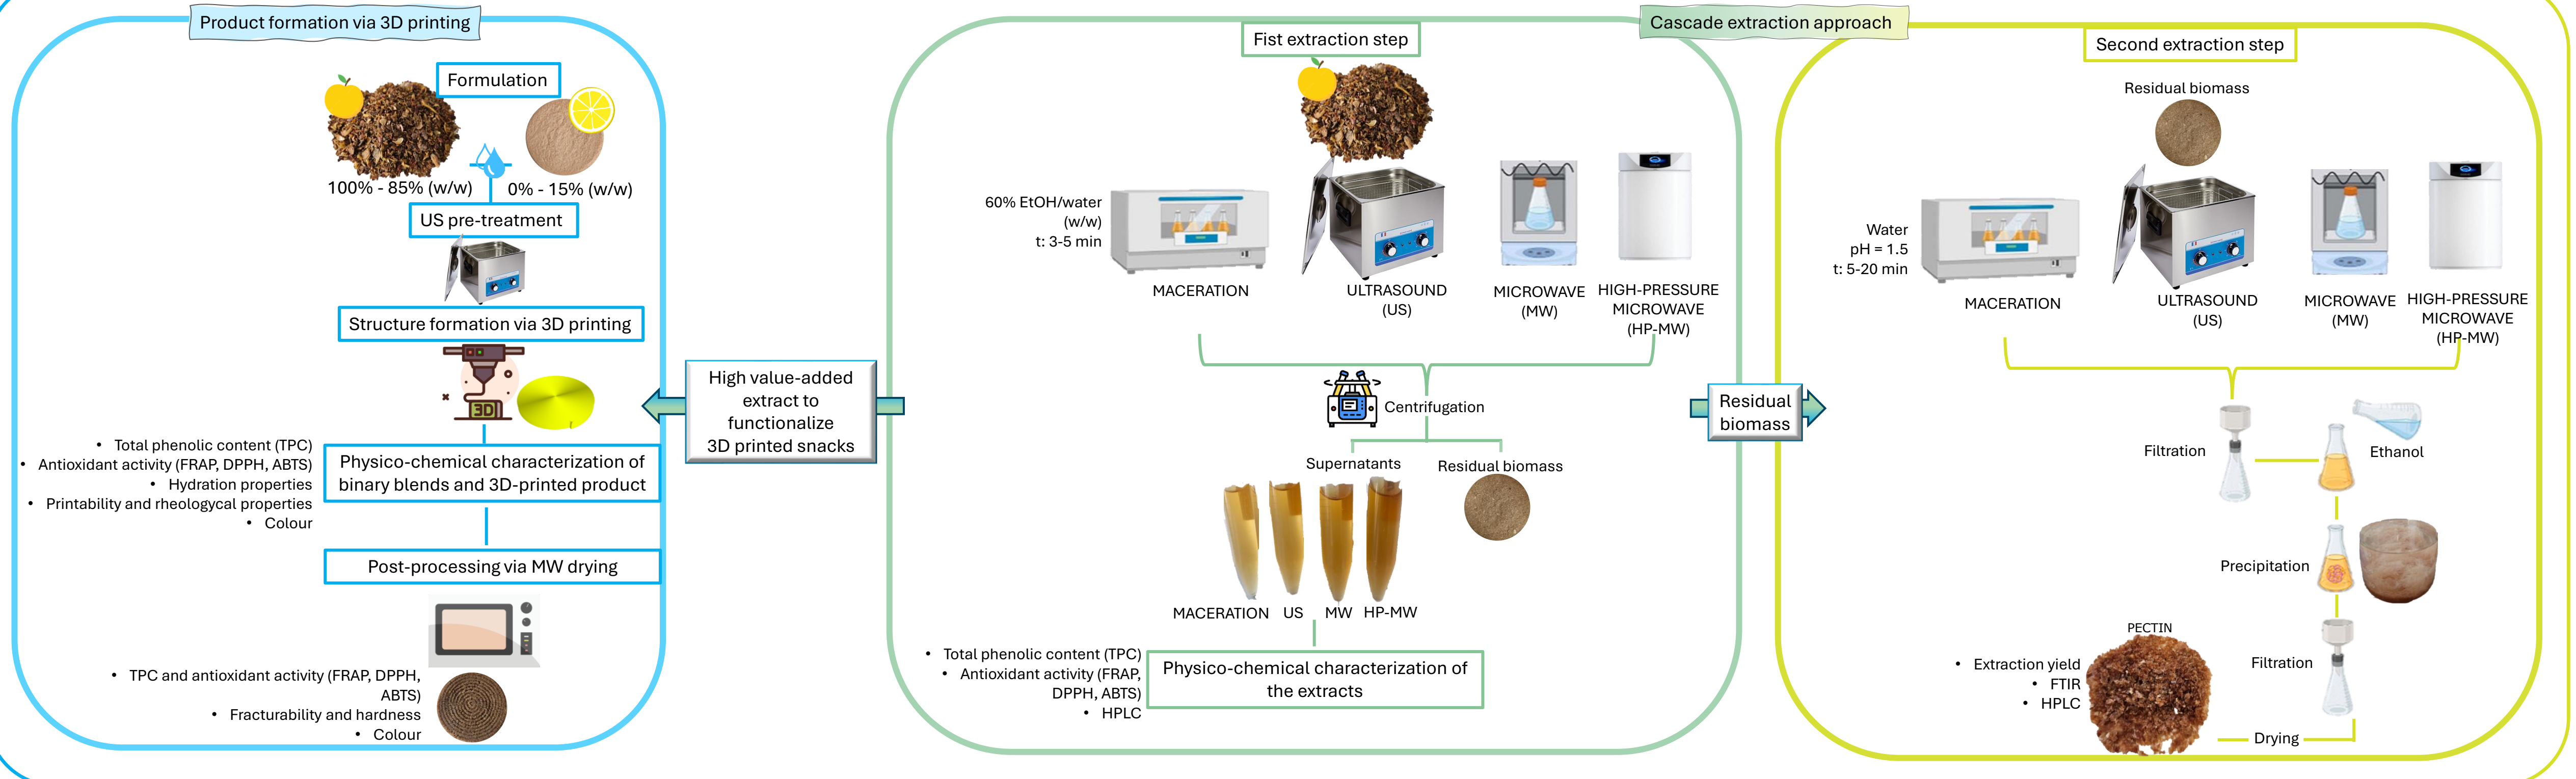 Product formation via 3D printing
Formulation
100% - 85% (w/w)
0% - 15% (w/w)
US pre-treatment
Structure formation via 3D printing
3D
• Total phenolic content (TPC)
• Antioxidant activity (FRAP, DPPH, ABTS)
• Hydration properties
• Printability and rheologycal properties
• Colour
Physico-chemical characterization of
binary blends and 3D-printed product
Post-processing via MW drying
• TPC and antioxidant activity (FRAP, DPPH,
ABTS)
• Fracturability and hardness
• Colour
High value-added
extract to
functionalize
3D printed snacks
Cascade extraction approach
Fist extraction step
60% EtOH/water
(w/w)
t: 3-5 min
MACERATION
ULTRASOUND
(US)
MICROWAVE
(MW)
HIGH-PRESSURE
MICROWAVE
(HP-MW)
Centrifugation
Supernatants
Residual biomass
MACERATION
US
MW
HP-MW
• Total phenolic content (TPC)
• Antioxidant activity (FRAP,
DPPH, ABTS)
• HPLC
Physico-chemical characterization of
the extracts
Residual
biomass
Second extraction step
Residual biomass
Water
pH = 1.5
t: 5-20 min
MACERATION
ULTRASOUND
(US)
MICROWAVE
(MW)
HIGH-PRESSURE
MICROWAVE
(HP-MW)
Filtration
Ethanol
Precipitation
PECTIN
• Extraction yield
• FTIR
• HPLC
Filtration
Drying